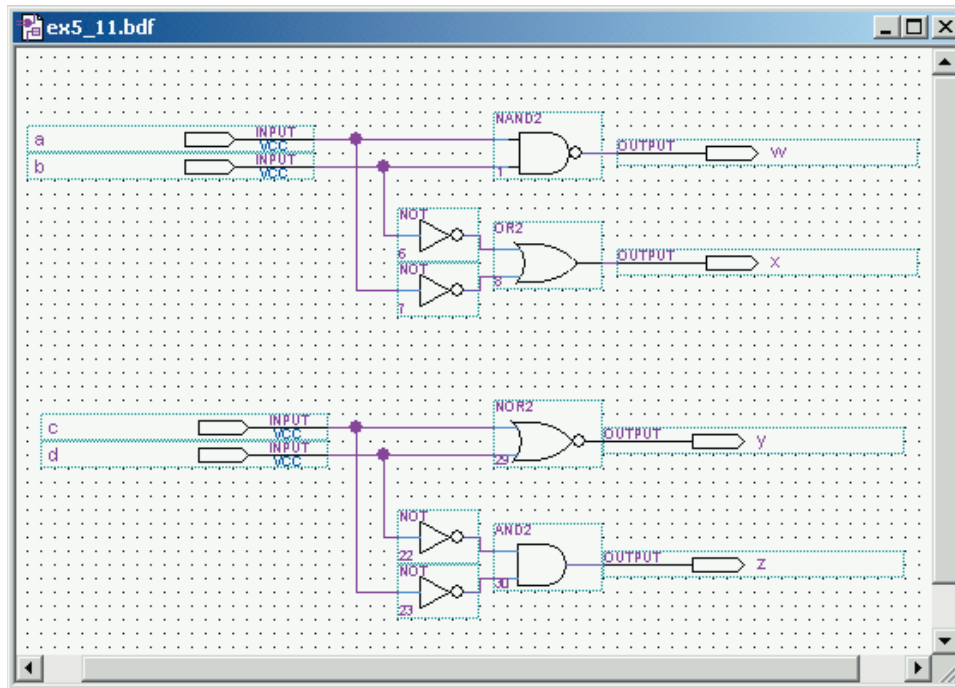 ex5_11.bdf
NAND2
a INPUT VCC
1
OUTPUT w
b INPUT VCC
NOT
6
OR2
8
OUTPUT x
NOT
7
c INPUT VCC
NOR2
29
OUTPUT y
d INPUT VCC
NOT
22
AND2
30
OUTPUT z
NOT
23